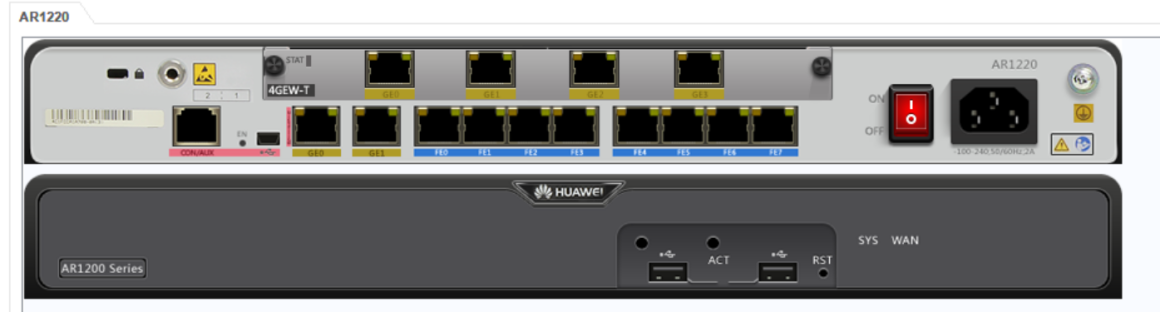 AR1220
STAT
4GEW-T
GE0 GE1 GE2 GE3
AR1220
2 1
ON
OFF
EN
CON/AUX
GE0 GE1 FE0 FE1 FE2 FE3 FE4 FE5 FE6 FE7
~100-240;50/60Hz;2A
HUAWEI
SYS WAN
ACT
RST
AR1200 Series